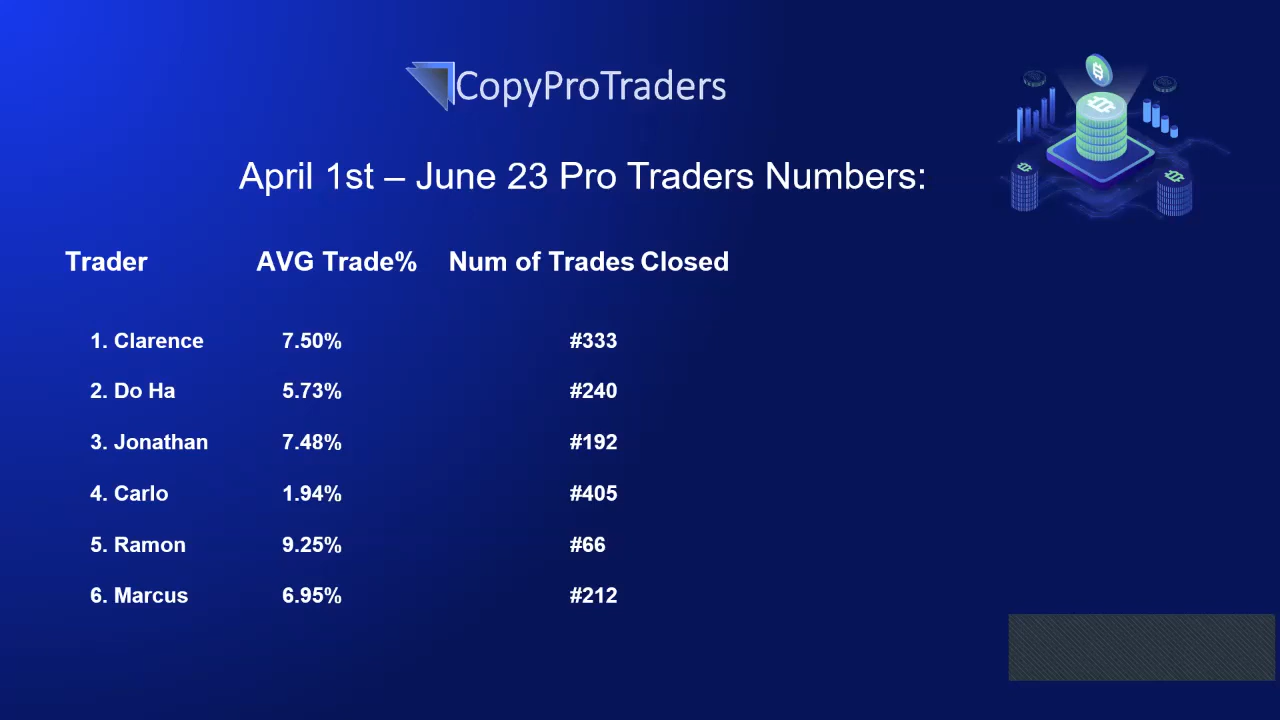 CopyProTraders
April 1st – June 23 Pro Traders Numbers:
Trader AVG Trade% Num of Trades Closed
1. Clarence 7.50% #333
2. Do Ha 5.73% #240
3. Jonathan 7.48% #192
4. Carlo 1.94% #405
5. Ramon 9.25% #66
6. Marcus 6.95% #212